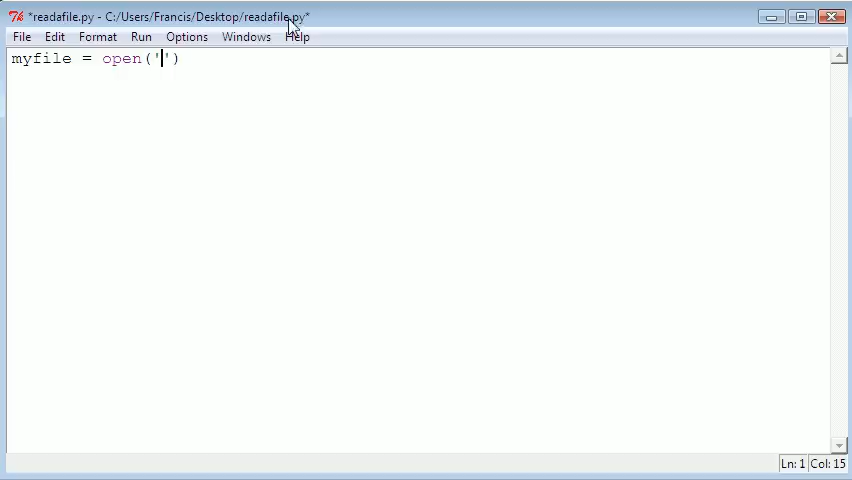 *readafile.py - C:/Users/Francis/Desktop/readafile.py*
File Edit Format Run Options Windows Help
myfile = open('')
Ln: 1 Col: 15